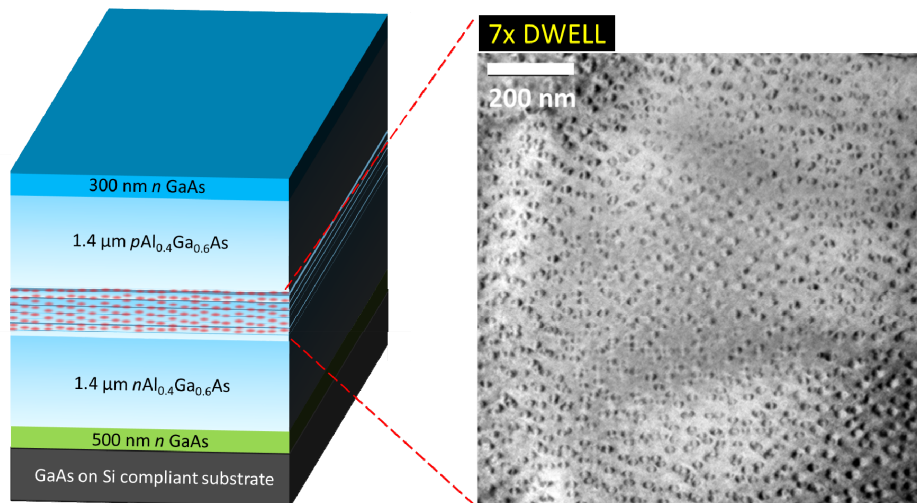 7x DWELL
200 nm
300 nm n GaAs
1.4 µm pAl₀.₄Ga₀.₆As
1.4 µm nAl₀.₄Ga₀.₆As
500 nm n GaAs
GaAs on Si compliant substrate